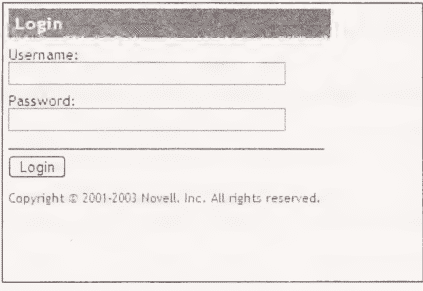 Login
Username:
Password:
Login
Copyright © 2001-2003 Novell. Inc. All rights reserved.